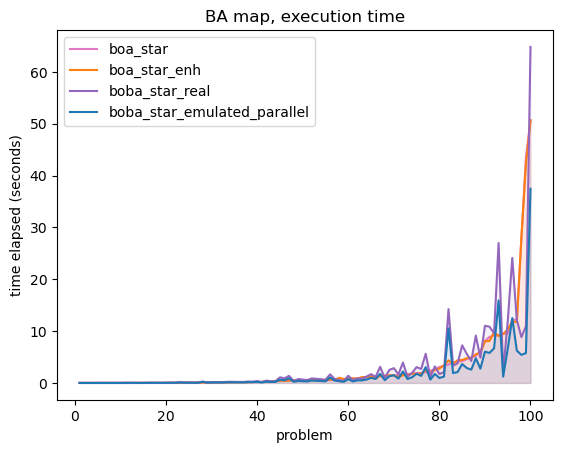 BA map, execution time
boa_star
boa_star_enh
boba_star_real
boba_star_emulated_parallel
time elapsed (seconds)
60
50
40
30
20
10
0
0 20 40 60 80 100
problem